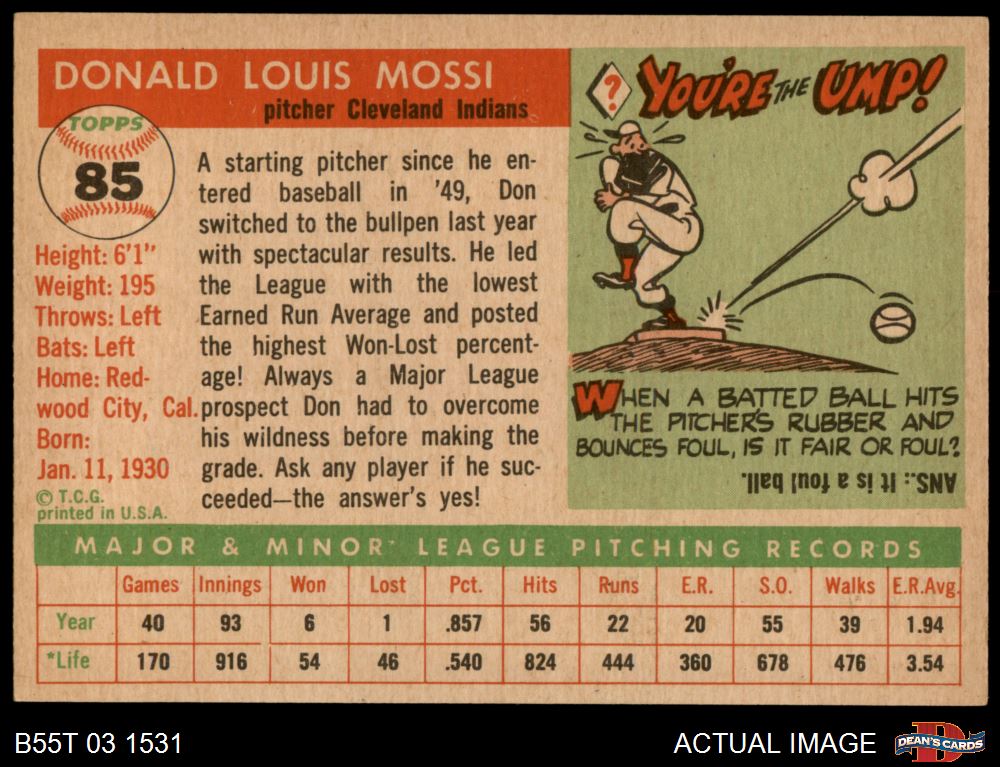 DONALD LOUIS MOSSI
pitcher Cleveland Indians
TOPPS
85
Height: 6'1"
Weight: 195
Throws: Left
Bats: Left
Home: Red-
wood City, Cal.
Born:
Jan. 11, 1930
© T.C.G.
printed in U.S.A.
A starting pitcher since he en-
tered baseball in '49, Don
switched to the bullpen last year
with spectacular results. He led
the League with the lowest
Earned Run Average and posted
the highest Won-Lost percent-
age! Always a Major League
prospect Don had to overcome
his wildness before making the
grade. Ask any player if he suc-
ceeded—the answer's yes!
?
YOU'RE THE UMP!
WHEN A BATTED BALL HITS
THE PITCHER'S RUBBER AND
BOUNCES FOUL, IS IT FAIR OR FOUL?
ANS.: It is a foul ball.
MAJOR & MINOR LEAGUE PITCHING RECORDS
Games Innings Won Lost Pct. Hits Runs E.R. S.O. Walks E.R.Avg.
Year 40 93 6 1 .857 56 22 20 55 39 1.94
*Life 170 916 54 46 .540 824 444 360 678 476 3.54
B55T 03 1531
ACTUAL IMAGE
D
DEAN'S CARDS